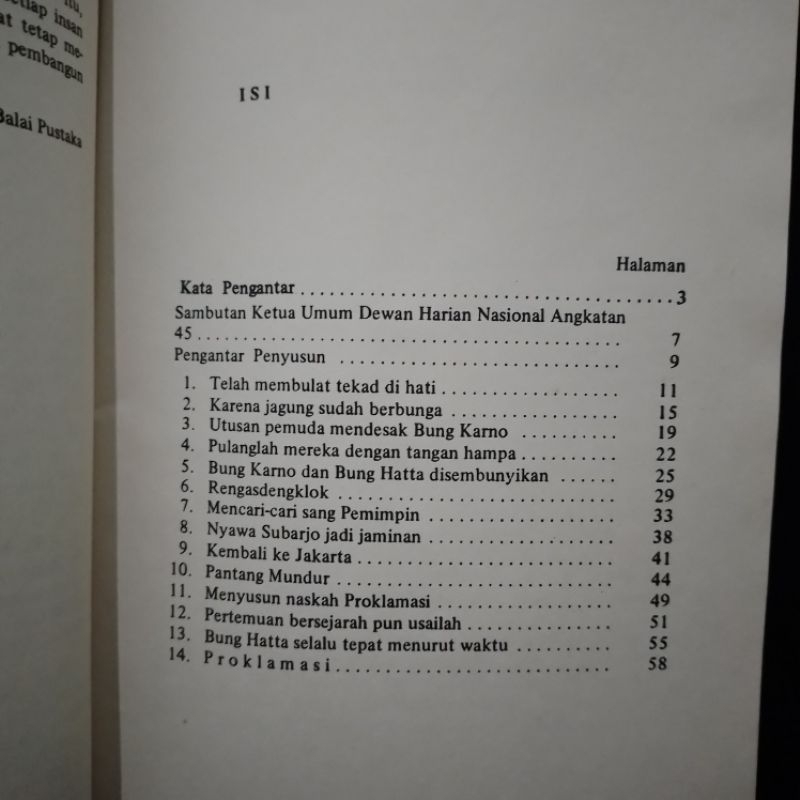 itu,
setiap insan
at tetap me-
pembangun
Balai Pustaka
ISI
Halaman
Kata Pengantar ..................................... 3
Sambutan Ketua Umum Dewan Harian Nasional Angkatan
45 ........................................... 7
Pengantar Penyusun ............................. 9
1. Telah membulat tekad di hati .................. 11
2. Karena jagung sudah berbunga ................. 15
3. Utusan pemuda mendesak Bung Karno .......... 19
4. Pulanglah mereka dengan tangan hampa .......... 22
5. Bung Karno dan Bung Hatta disembunyikan ...... 25
6. Rengasdengklok ............................. 29
7. Mencari-cari sang Pemimpin .................... 33
8. Nyawa Subarjo jadi jaminan .................... 38
9. Kembali ke Jakarta ........................... 41
10. Pantang Mundur ............................. 44
11. Menyusun naskah Proklamasi ................... 49
12. Pertemuan bersejarah pun usailah ............... 51
13. Bung Hatta selalu tepat menurut waktu .......... 55
14. Proklamasi ............................. 58